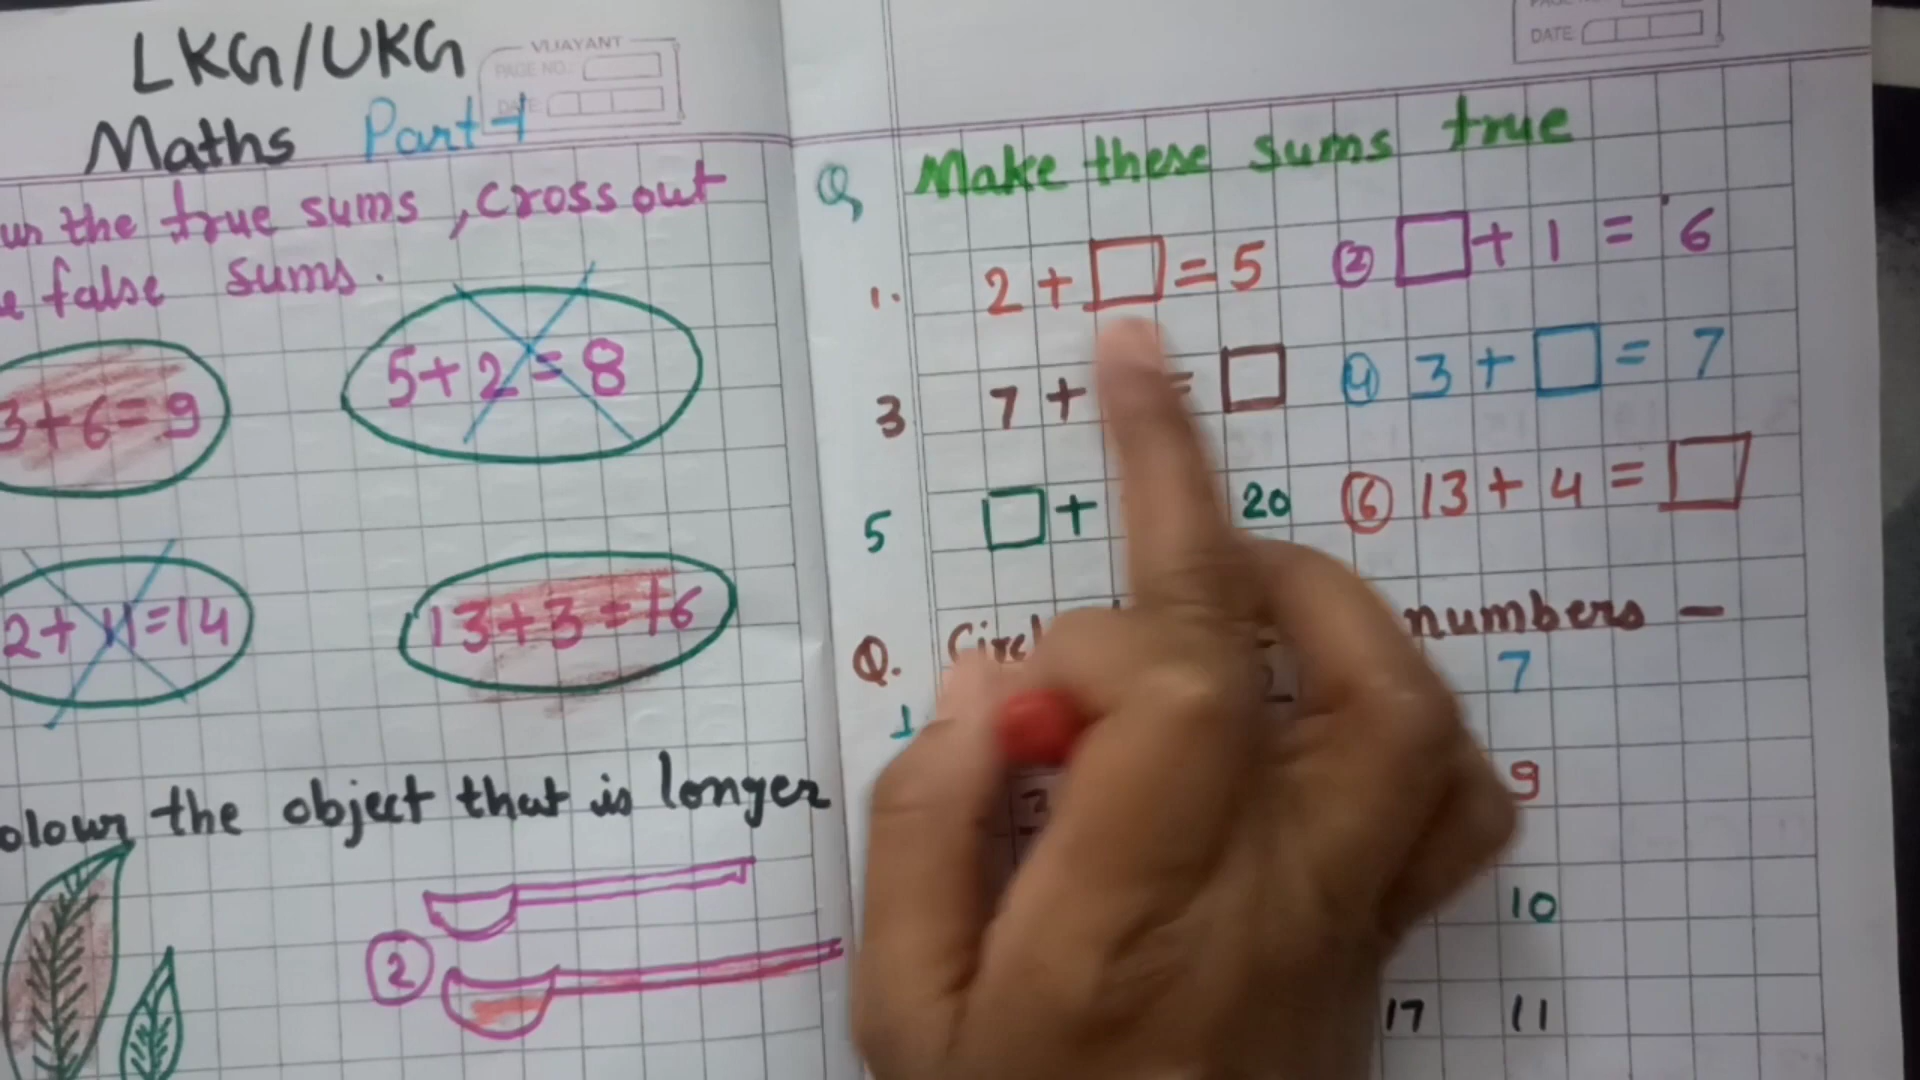 LKG/UKG
VIJAYANT
PAGE NO.:
DATE:
Maths Part-1
the true sums, cross out
false sums.
3+6=9
5+2=8
2+11=14
13+3=16
the object that is longer
2
DATE:
Q Make these sums true
1. 2 + □ = 5
2 □ + 1 = 6
3 7 + = □
4 3 + □ = 7
5 □ + 20
6 13 + 4 = □
Q. numbers -
7
9
10
17 11